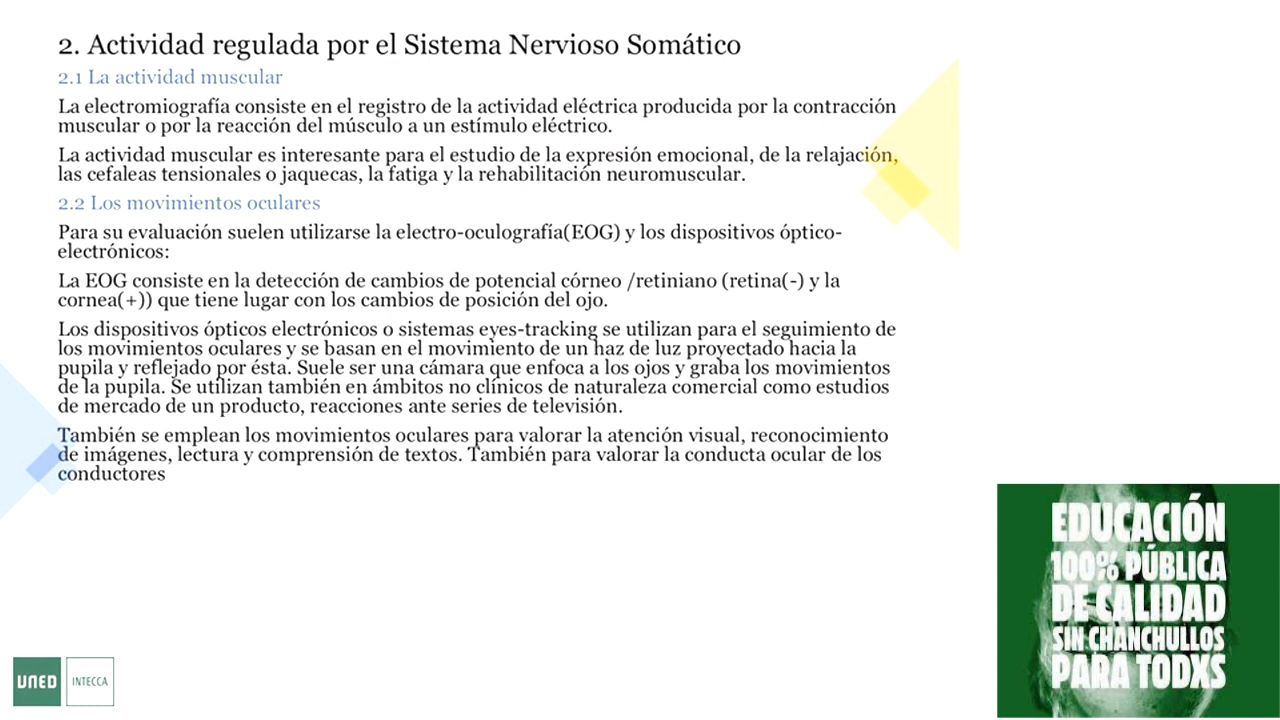 2. Actividad regulada por el Sistema Nervioso Somático
2.1 La actividad muscular
La electromiografía consiste en el registro de la actividad eléctrica producida por la contracción
muscular o por la reacción del músculo a un estímulo eléctrico.
La actividad muscular es interesante para el estudio de la expresión emocional, de la relajación,
las cefaleas tensionales o jaquecas, la fatiga y la rehabilitación neuromuscular.
2.2 Los movimientos oculares
Para su evaluación suelen utilizarse la electro-oculografía(EOG) y los dispositivos óptico-
electrónicos:
La EOG consiste en la detección de cambios de potencial córneo /retiniano (retina(-) y la
cornea(+)) que tiene lugar con los cambios de posición del ojo.
Los dispositivos ópticos electrónicos o sistemas eyes-tracking se utilizan para el seguimiento de
los movimientos oculares y se basan en el movimiento de un haz de luz proyectado hacia la
pupila y reflejado por ésta. Suele ser una cámara que enfoca a los ojos y graba los movimientos
de la pupila. Se utilizan también en ámbitos no clínicos de naturaleza comercial como estudios
de mercado de un producto, reacciones ante series de televisión.
También se emplean los movimientos oculares para valorar la atención visual, reconocimiento
de imágenes, lectura y comprensión de textos. También para valorar la conducta ocular de los
conductores
EDUCACIÓN
100% PÚBLICA
DE CALIDAD
SIN CHANCHULLOS
PARA TODXS
UNED
INTECCA